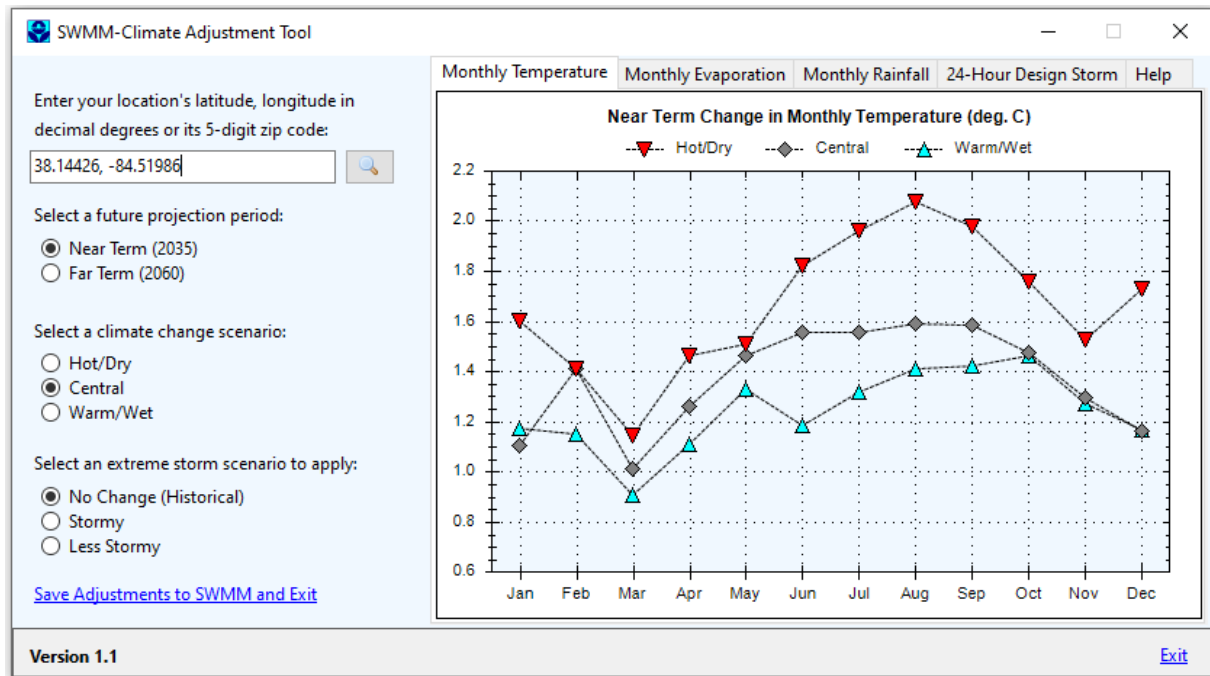 SWMM-Climate Adjustment Tool
Enter your location's latitude, longitude in
decimal degrees or its 5-digit zip code:
38.14426, -84.51986
Select a future projection period:
Near Term (2035)
Far Term (2060)
Select a climate change scenario:
Hot/Dry
Central
Warm/Wet
Select an extreme storm scenario to apply:
No Change (Historical)
Stormy
Less Stormy
Save Adjustments to SWMM and Exit
Monthly Temperature Monthly Evaporation Monthly Rainfall 24-Hour Design Storm Help
Near Term Change in Monthly Temperature (deg. C)
Hot/Dry Central Warm/Wet
2.2
2.0
1.8
1.6
1.4
1.2
1.0
0.8
0.6
Jan Feb Mar Apr May Jun Jul Aug Sep Oct Nov Dec
Version 1.1
Exit